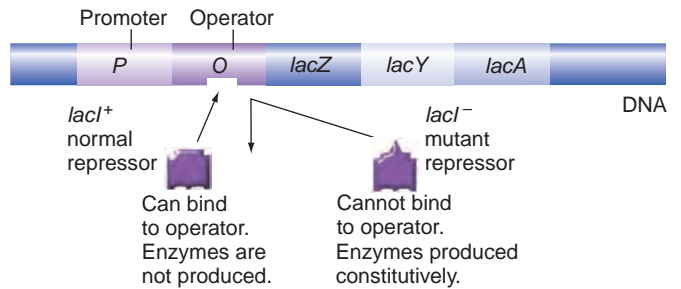 Promoter Operator
P O lacZ lacY lacA
DNA
lacI+
normal
repressor
lacI–
mutant
repressor
Can bind
to operator.
Enzymes are
not produced.
Cannot bind
to operator.
Enzymes produced
constitutively.